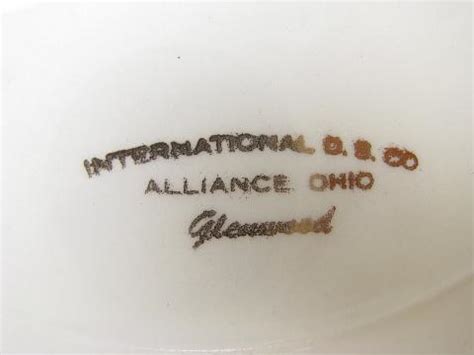 INTERNATIONAL D. S. CO
ALLIANCE OHIO
Glenwood